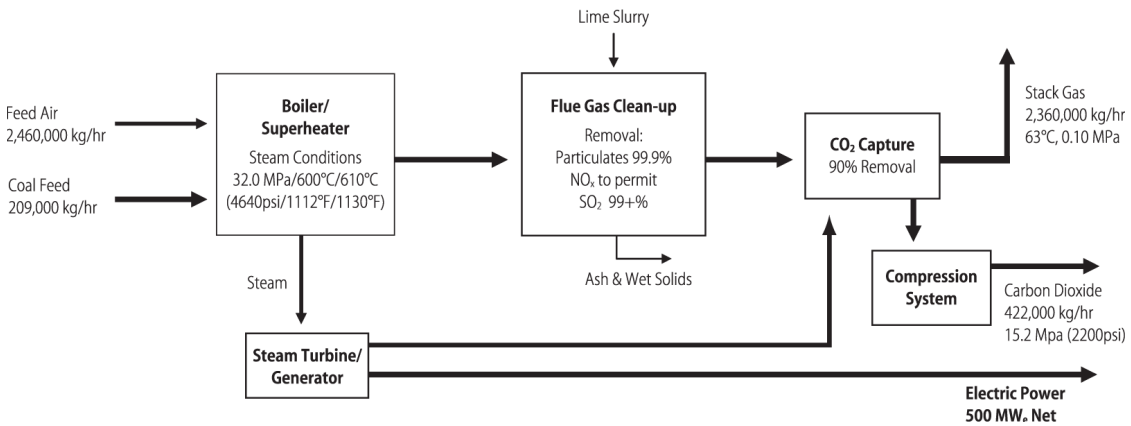 Lime Slurry
Feed Air
2,460,000 kg/hr
Coal Feed
209,000 kg/hr
Boiler/
Superheater
Steam Conditions
32.0 MPa/600°C/610°C
(4640psi/1112°F/1130°F)
Flue Gas Clean-up
Removal:
Particulates 99.9%
NOₓ to permit
SO₂ 99+%
CO₂ Capture
90% Removal
Stack Gas
2,360,000 kg/hr
63°C, 0.10 MPa
Steam
Ash & Wet Solids
Compression
System
Carbon Dioxide
422,000 kg/hr
15.2 Mpa (2200psi)
Steam Turbine/
Generator
Electric Power
500 MWₑ Net